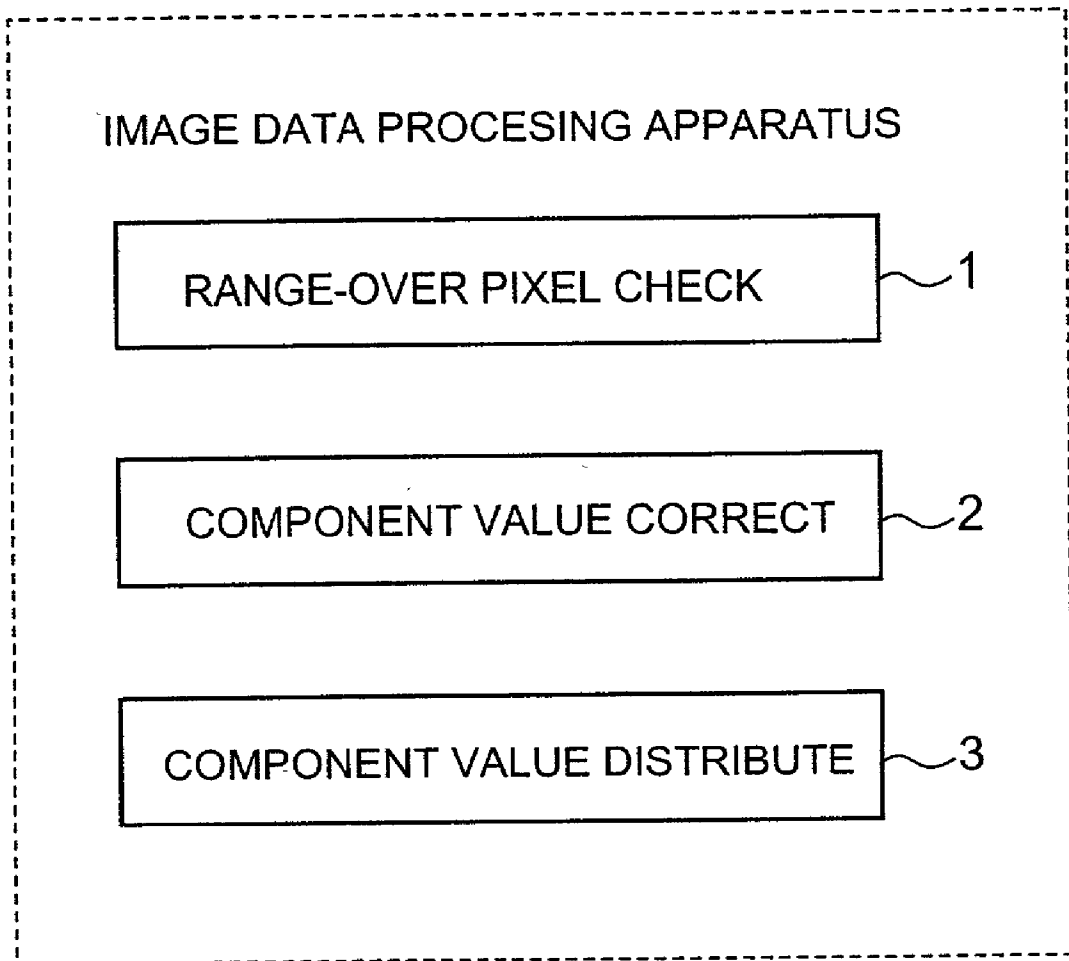 IMAGE DATA PROCESING APPARATUS
RANGE-OVER PIXEL CHECK
1
COMPONENT VALUE CORRECT
2
COMPONENT VALUE DISTRIBUTE
3